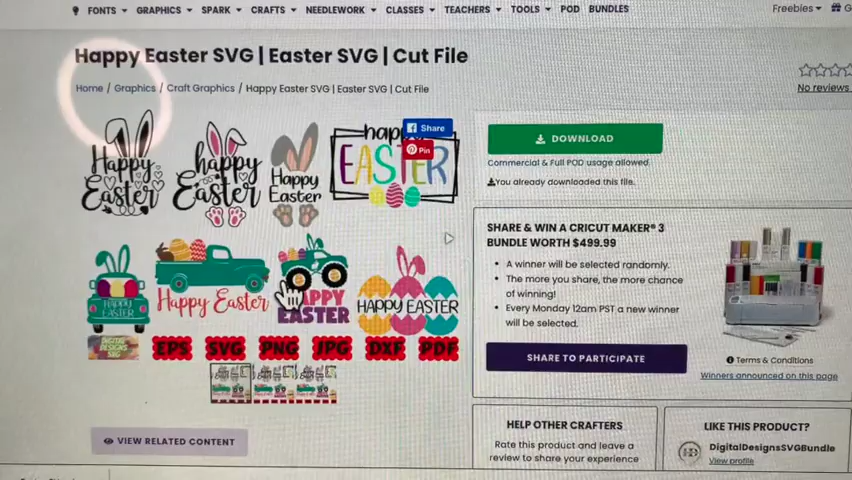 FONTS GRAPHICS SPARK CRAFTS NEEDLEWORK CLASSES TEACHERS TOOLS POD BUNDLES Freebies
Happy Easter SVG | Easter SVG | Cut File
Home / Graphics / Craft Graphics / Happy Easter SVG | Easter SVG | Cut File
No reviews
Happy Easter
happy Easter
Happy Easter
happy EASTER
Share
Pin
DOWNLOAD
Commercial & Full POD usage allowed
You already downloaded this file.
HAPPY EASTER
Happy Easter
HAPPY EASTER
HAPPY EASTER
DIGITAL DESIGNS SVG
EPS SVG PNG JPG DXF PDF
SHARE & WIN A CRICUT MAKER® 3
BUNDLE WORTH $499.99
• A winner will be selected randomly.
• The more you share, the more chance
of winning!
• Every Monday 12am PST a new winner
will be selected.
SHARE TO PARTICIPATE
Terms & Conditions
Winners announced on this page
VIEW RELATED CONTENT
HELP OTHER CRAFTERS
Rate this product and leave a
review to share your experience
LIKE THIS PRODUCT?
DigitalDesignsSVGBundle
View profile